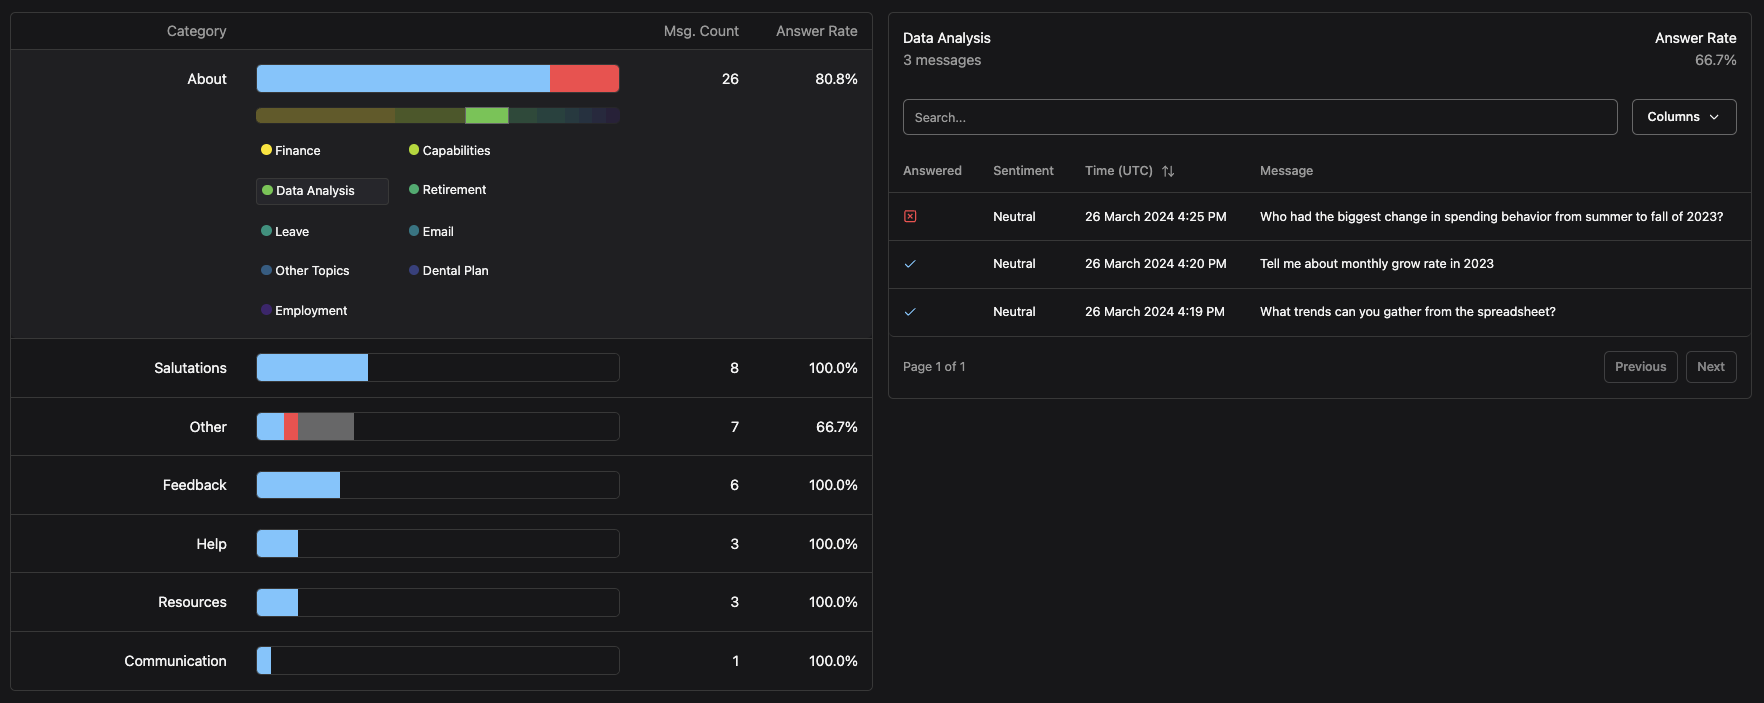 Category Msg. Count Answer Rate
About 26 80.8%
Finance Capabilities
Data Analysis Retirement
Leave Email
Other Topics Dental Plan
Employment
Salutations 8 100.0%
Other 7 66.7%
Feedback 6 100.0%
Help 3 100.0%
Resources 3 100.0%
Communication 1 100.0%
Data Analysis Answer Rate
3 messages 66.7%
Search... Columns
Answered Sentiment Time (UTC) Message
Neutral 26 March 2024 4:25 PM Who had the biggest change in spending behavior from summer to fall of 2023?
Neutral 26 March 2024 4:20 PM Tell me about monthly grow rate in 2023
Neutral 26 March 2024 4:19 PM What trends can you gather from the spreadsheet?
Page 1 of 1 Previous Next